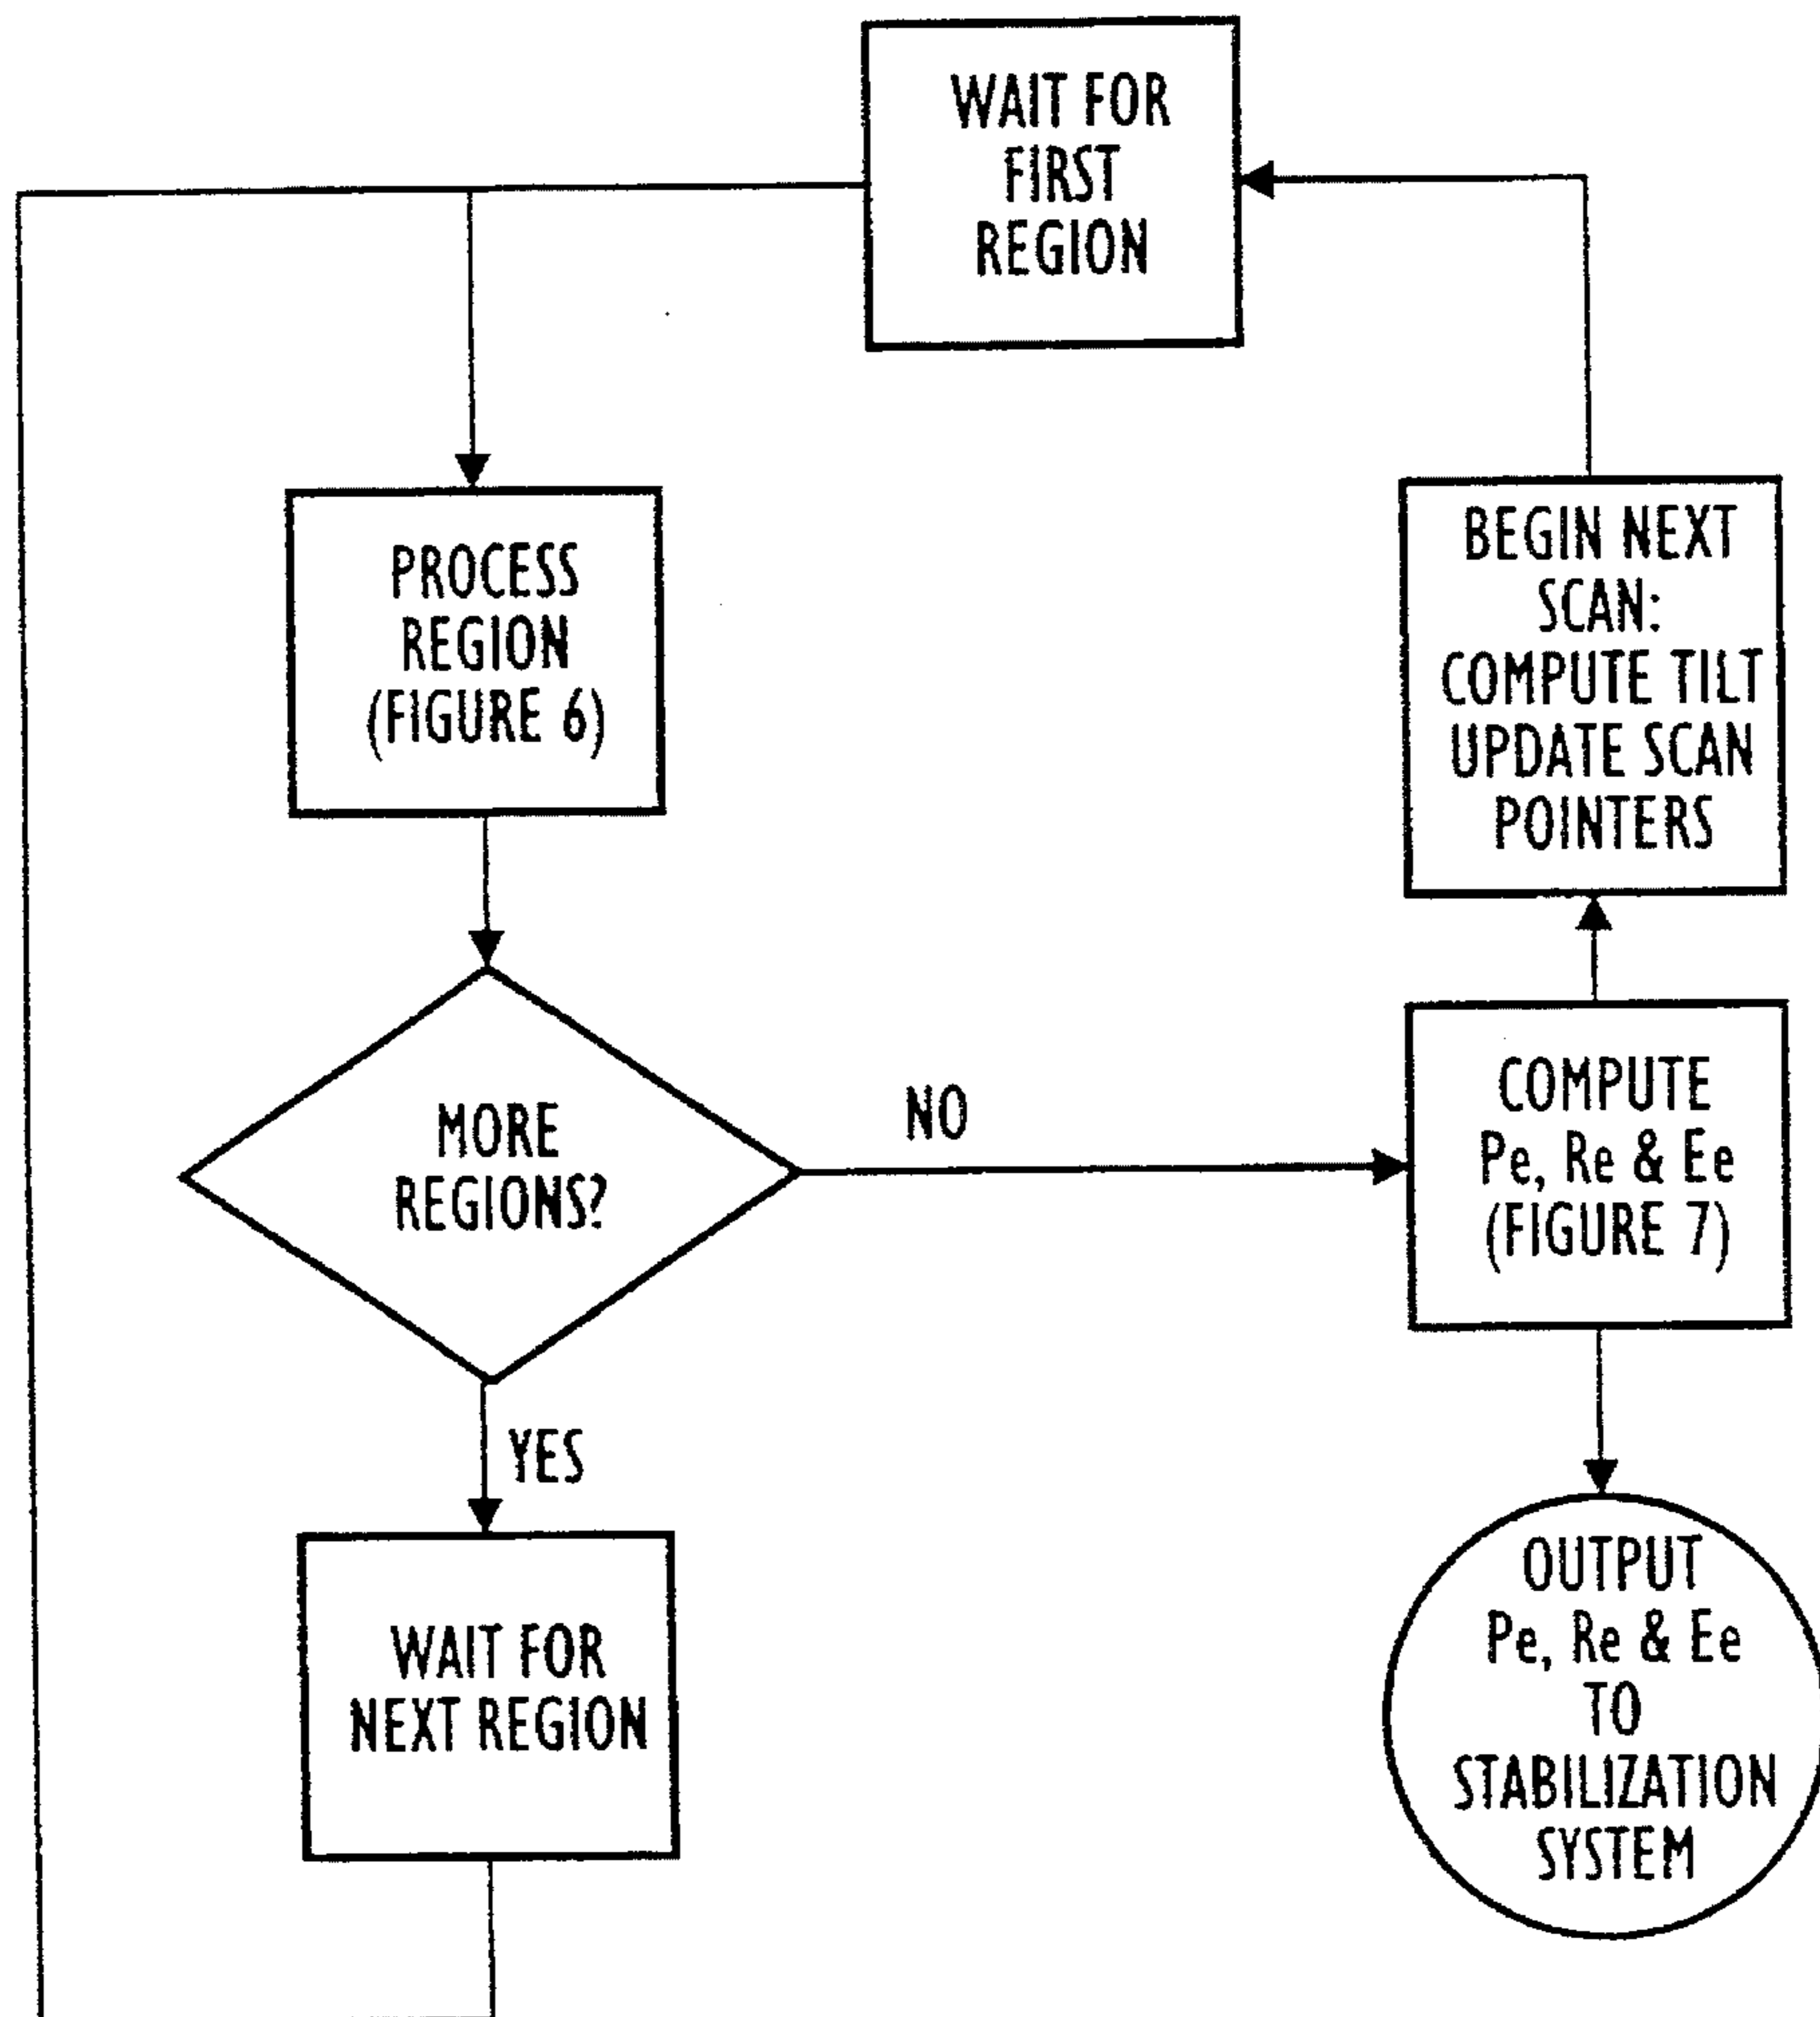 WAIT FOR
FIRST
REGION
PROCESS
REGION
(FIGURE 6)
BEGIN NEXT
SCAN:
COMPUTE TILT
UPDATE SCAN
POINTERS
MORE
REGIONS?
NO
COMPUTE
Pe, Re & Ee
(FIGURE 7)
YES
WAIT FOR
NEXT REGION
OUTPUT
Pe, Re & Ee
TO
STABILIZATION
SYSTEM